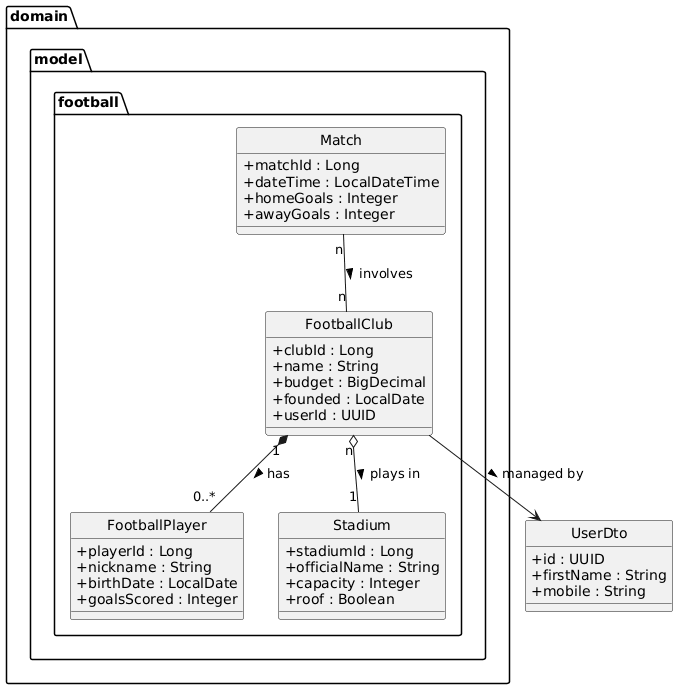 domain
model
football
Match
+matchId : Long
+dateTime : LocalDateTime
+homeGoals : Integer
+awayGoals : Integer
n
involves
n
FootballClub
+clubId : Long
+name : String
+budget : BigDecimal
+founded : LocalDate
+userId : UUID
1
n
has
plays in
managed by
0..*
1
FootballPlayer
+playerId : Long
+nickname : String
+birthDate : LocalDate
+goalsScored : Integer
Stadium
+stadiumId : Long
+officialName : String
+capacity : Integer
+roof : Boolean
UserDto
+id : UUID
+firstName : String
+mobile : String